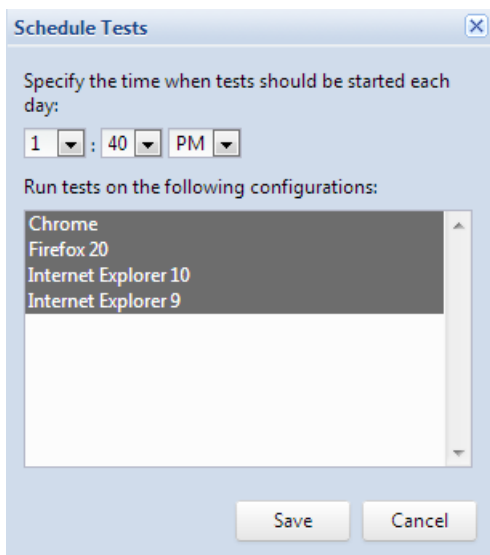 Schedule Tests
Specify the time when tests should be started each
day:
1 : 40 PM
Run tests on the following configurations:
Chrome
Firefox 20
Internet Explorer 10
Internet Explorer 9
Save Cancel